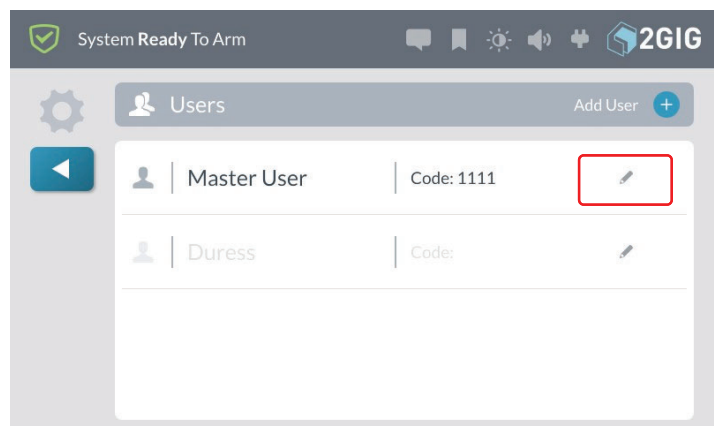 System Ready To Arm
2GIG
Users
Add User +
Master User
Code: 1111
Duress
Code: